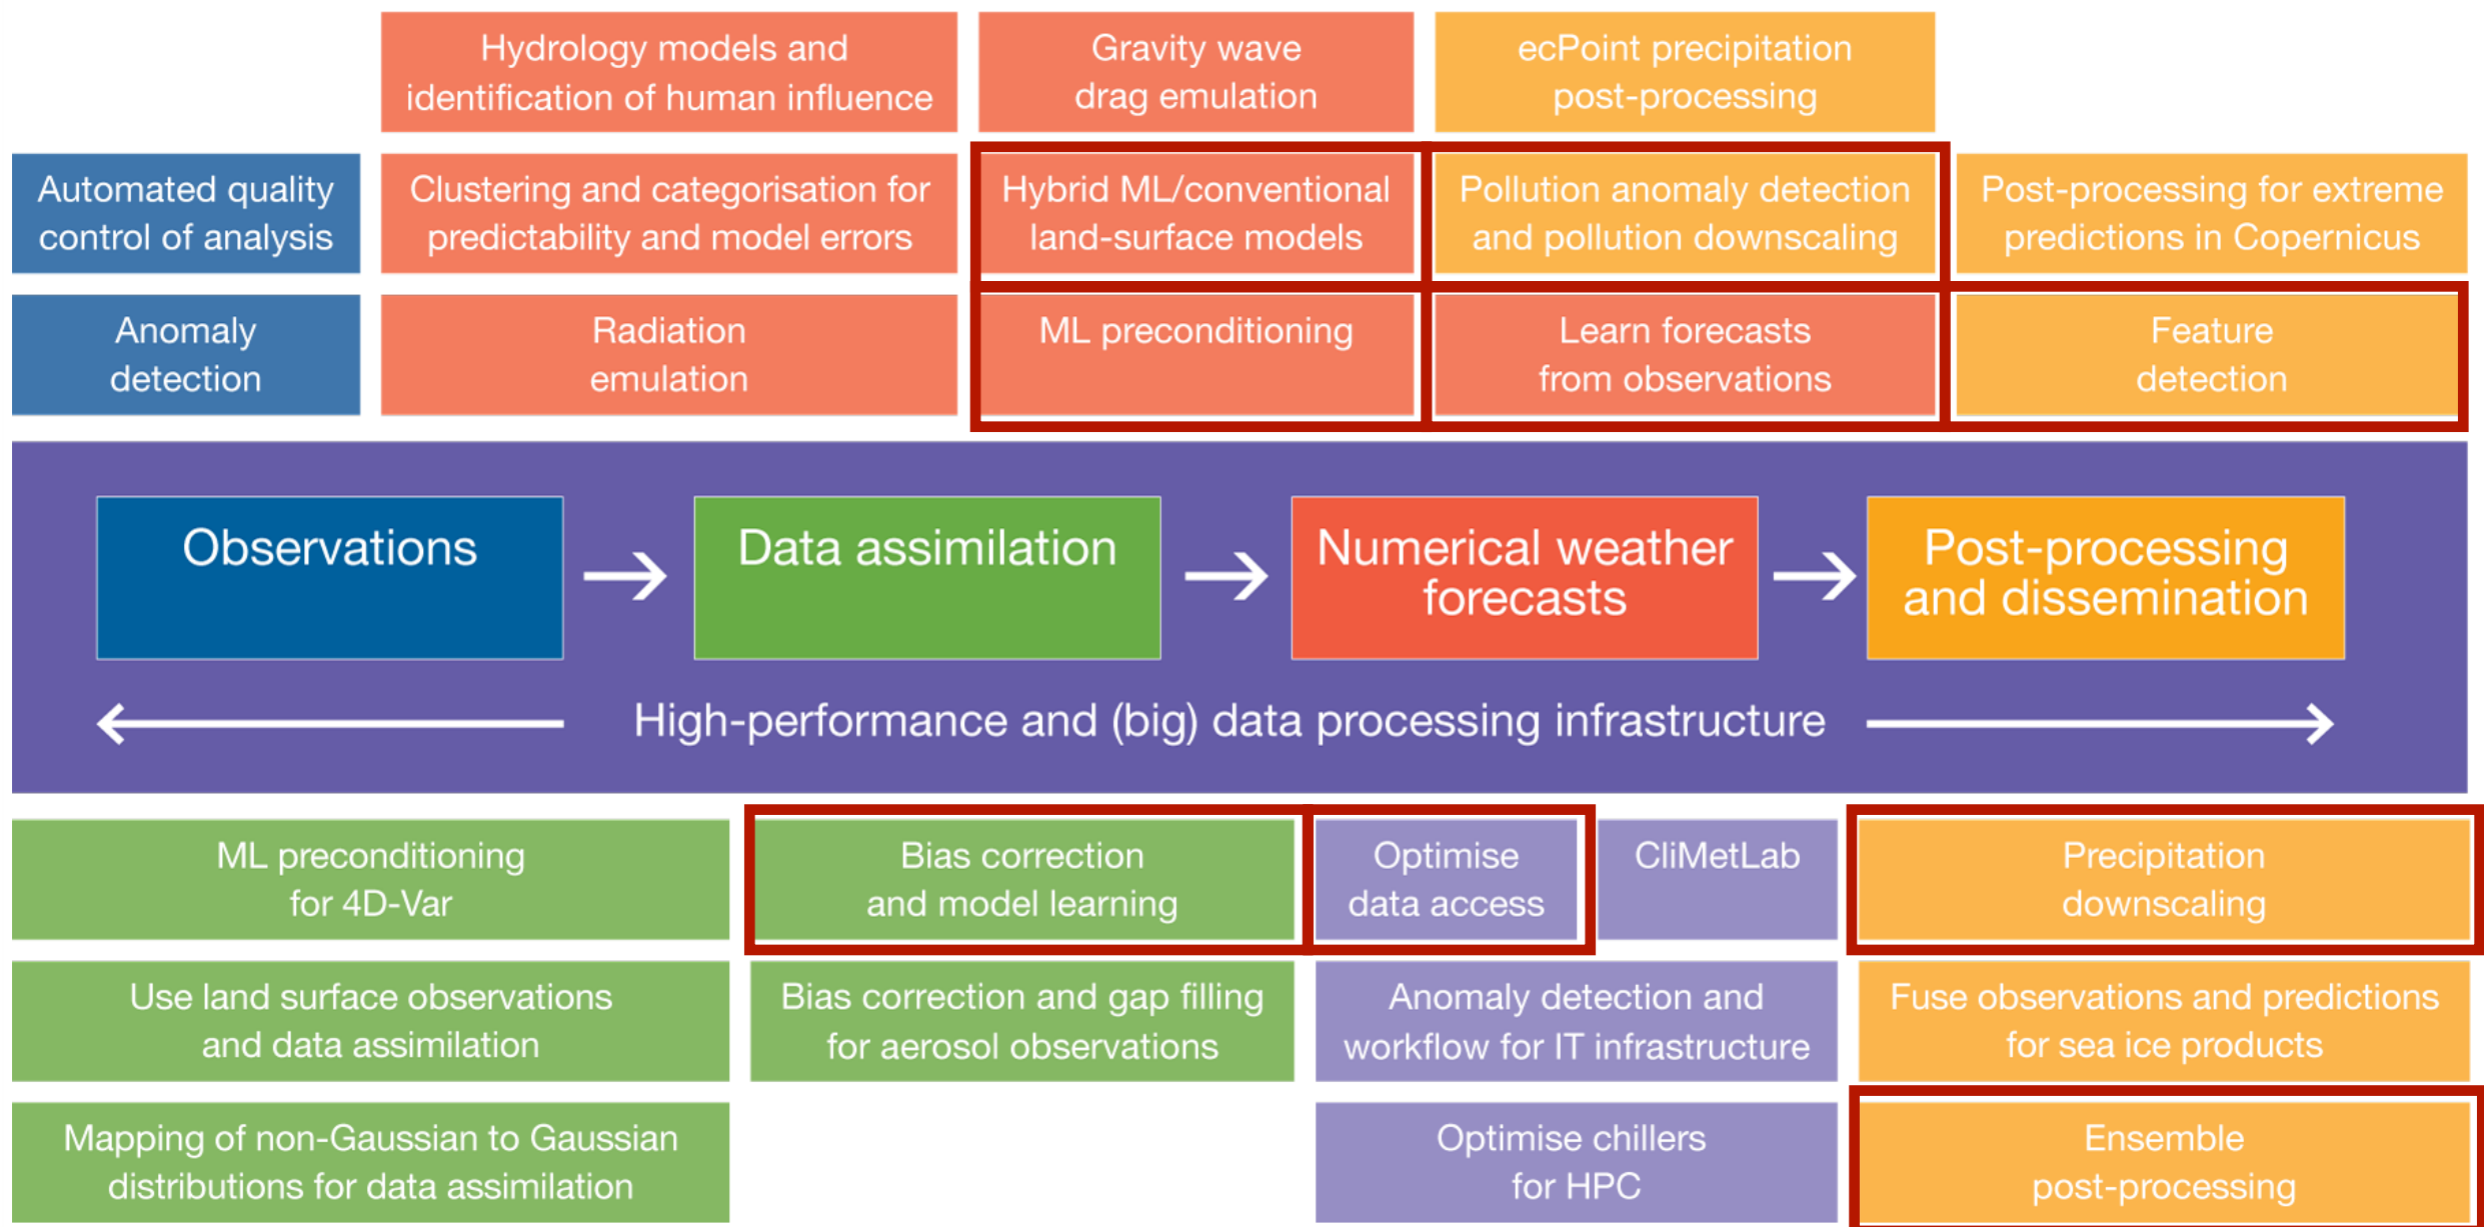 Hydrology models and
identification of human influence
Gravity wave
drag emulation
ecPoint precipitation
post-processing
Automated quality
control of analysis
Clustering and categorisation for
predictability and model errors
Hybrid ML/conventional
land-surface models
Pollution anomaly detection
and pollution downscaling
Post-processing for extreme
predictions in Copernicus
Anomaly
detection
Radiation
emulation
ML preconditioning
Learn forecasts
from observations
Feature
detection
Observations
Data assimilation
Numerical weather
forecasts
Post-processing
and dissemination
High-performance and (big) data processing infrastructure
ML preconditioning
for 4D-Var
Bias correction
and model learning
Optimise
data access
CliMetLab
Precipitation
downscaling
Use land surface observations
and data assimilation
Bias correction and gap filling
for aerosol observations
Anomaly detection and
workflow for IT infrastructure
Fuse observations and predictions
for sea ice products
Mapping of non-Gaussian to Gaussian
distributions for data assimilation
Optimise chillers
for HPC
Ensemble
post-processing